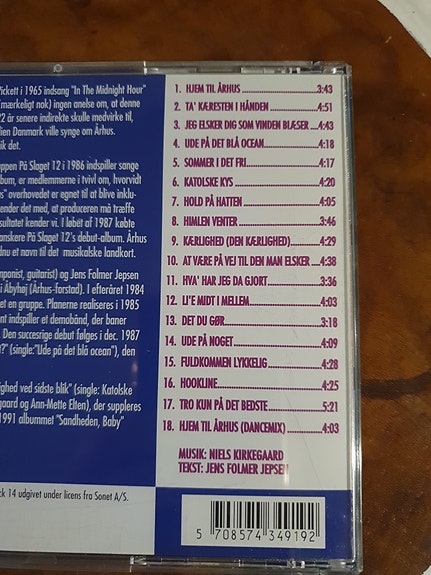 Pickett i 1965 indsang "In The Midnight Hour"
(mærkeligt nok) ingen anelse om, at denne
22 år senere indirekte skulle medvirke til,
dien Danmark ville synge om Århus.
ik det.
uppen På Slaget 12 i 1986 indspiller sange
album, er medlemmerne i tvivl om, hvorvidt
us" overhovedet er egnet til at blive inklu-
ender det med, at produceren må træffe
sultatet kender vi. I løbet af 1987 købte
anskere På Slaget 12's debut-album. Århus
dnu et navn til det musikalske landkort.
mponist, guitarist) og Jens Folmer Jepsen
i Åbyhøj (Århus-forstad). I efteråret 1984
et en gruppe. Planerne realiseres i 1985
ent indspiller et demobånd, der baner
. Den succesrige debut følges i dec. 1987
t?" (single:"Ude på det blå ocean"), den
ighed ved sidste blik" (single: Katolske
gaard og Ann-Mette Elten), der suppleres
1991 albummet "Sandheden, Baby"
ck 14 udgivet under licens fra Sonet A/S.
1. HJEM TIL ÅRHUS 3:43
2. TA' KÆRESTEN I HÅNDEN 4:51
3. JEG ELSKER DIG SOM VINDEN BLÆSER 4:43
4. UDE PÅ DET BLÅ OCEAN 4:18
5. SOMMER I DET FRI 4:17
6. KATOLSKE KYS 4:20
7. HOLD PÅ HATTEN 4:05
8. HIMLEN VENTER 3:46
9. KÆRLIGHED (DEN KÆRLIGHED) 4:29
10. AT VÆRE PÅ VEJ TIL DEN MAN ELSKER 4:38
11. HVA' HAR JEG DA GJORT 3:36
12. LI'E MIDT I MELLEM 4:03
13. DET DU GØR 3:18
14. UDE PÅ NOGET 4:09
15. FULDKOMMEN LYKKELIG 4:28
16. HOOKLINE 4:25
17. TRO KUN PÅ DET BEDSTE 5:21
18. HJEM TIL ÅRHUS (DANCEMIX) 4:03
MUSIK: NIELS KIRKEGAARD
TEKST: JENS FOLMER JEPSEN
5 708574 349192